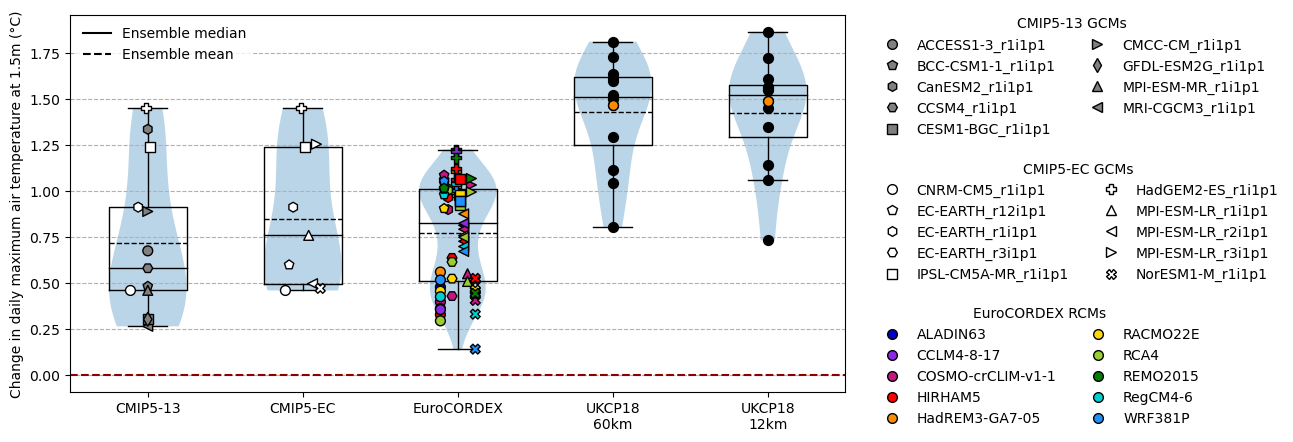 Change in daily maximum air temperature at 1.5m (°C)
Ensemble median
Ensemble mean
1.75
1.50
1.25
1.00
0.75
0.50
0.25
0.00
CMIP5-13
CMIP5-EC
EuroCORDEX
UKCP18
60km
UKCP18
12km
CMIP5-13 GCMs
ACCESS1-3_r1i1p1
BCC-CSM1-1_r1i1p1
CanESM2_r1i1p1
CCSM4_r1i1p1
CESM1-BGC_r1i1p1
CMCC-CM_r1i1p1
GFDL-ESM2G_r1i1p1
MPI-ESM-MR_r1i1p1
MRI-CGCM3_r1i1p1
CMIP5-EC GCMs
CNRM-CM5_r1i1p1
EC-EARTH_r12i1p1
EC-EARTH_r1i1p1
EC-EARTH_r3i1p1
IPSL-CM5A-MR_r1i1p1
HadGEM2-ES_r1i1p1
MPI-ESM-LR_r1i1p1
MPI-ESM-LR_r2i1p1
MPI-ESM-LR_r3i1p1
NorESM1-M_r1i1p1
EuroCORDEX RCMs
ALADIN63
CCLM4-8-17
COSMO-crCLIM-v1-1
HIRHAM5
HadREM3-GA7-05
RACMO22E
RCA4
REMO2015
RegCM4-6
WRF381P